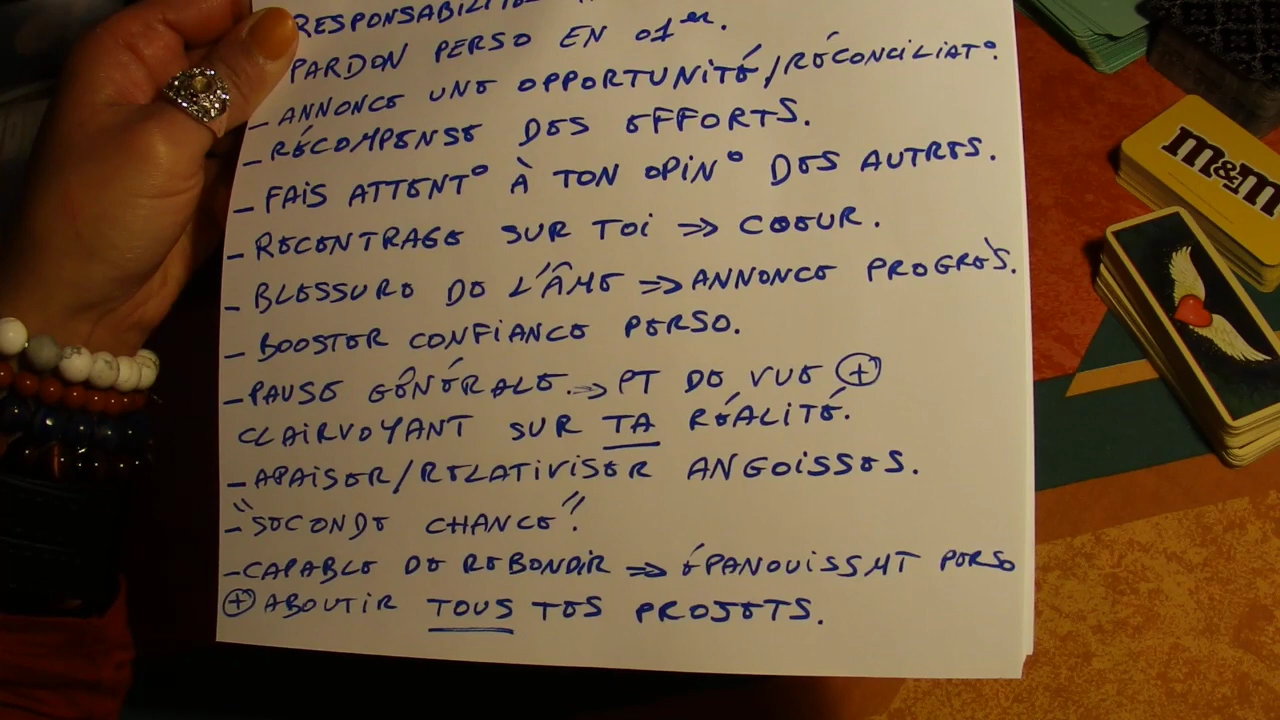 RESPONSABILITÉ
PARDON PERSO EN 01er.
- ANNONCE UNE OPPORTUNITÉ/RÉCONCILIAT°.
- RÉCOMPENSE DES EFFORTS.
- FAIS ATTENT° À TON OPIN° DES AUTRES.
- RECENTRAGE SUR TOI => COEUR.
- BLESSURE DE L'ÂME => ANNONCE PROGRÈS.
- BOOSTER CONFIANCE PERSO.
- PAUSE GÉNÉRALE. => PT DE VUE ⊕
CLAIRVOYANT SUR TA RÉALITÉ.
- APAISER/RELATIVISER ANGOISSES.
- "SECONDE CHANCE".
- CAPABLE DE REBONDIR => ÉPANOUISSMT PERSO
⊕ ABOUTIR TOUS TES PROJETS.
M&M